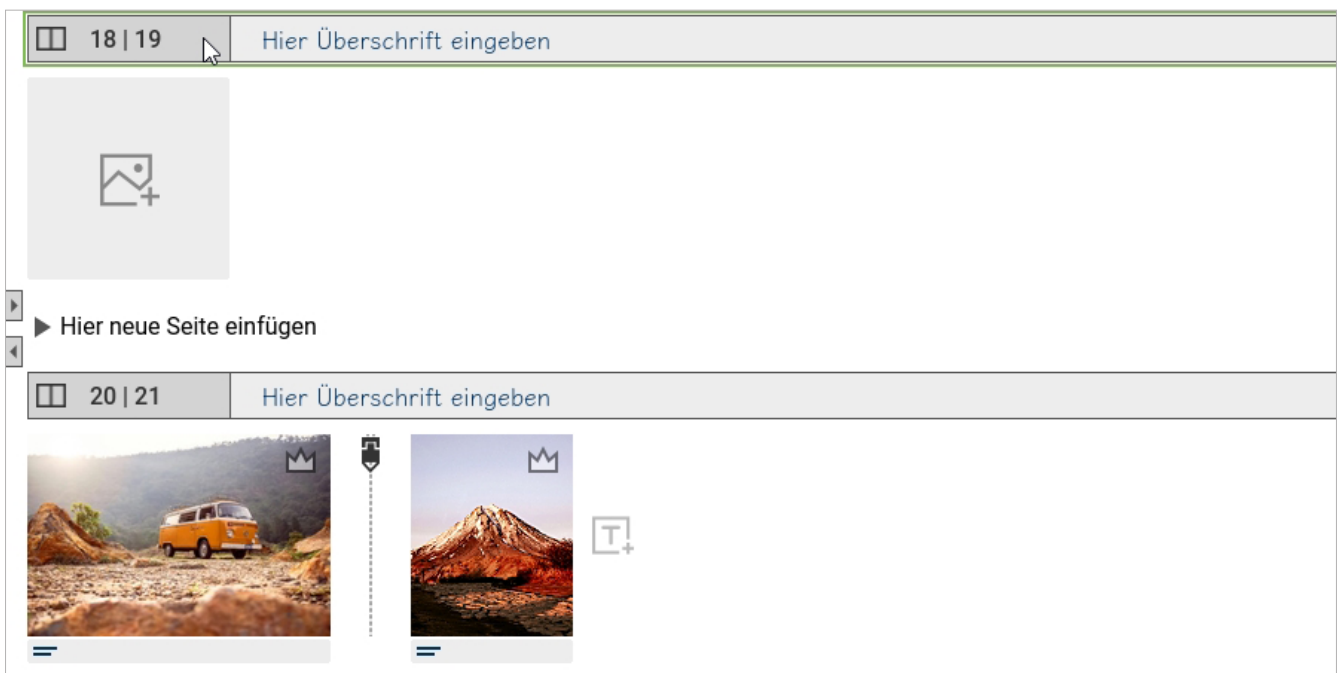 18 | 19 Hier Überschrift eingeben
Hier neue Seite einfügen
20 | 21 Hier Überschrift eingeben
T